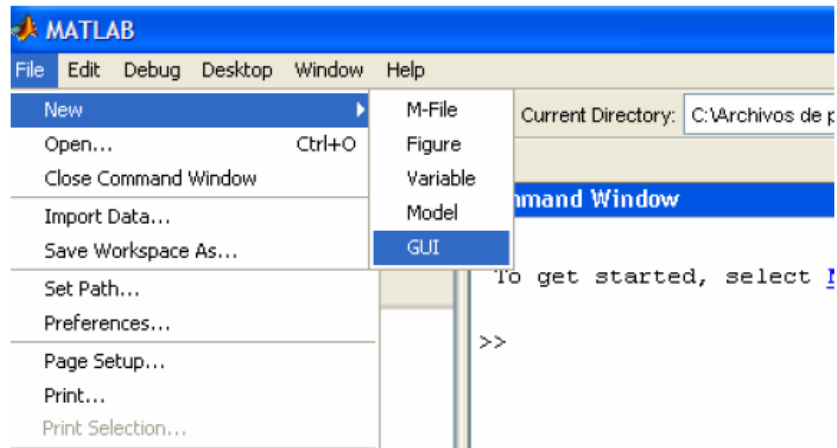 MATLAB
File Edit Debug Desktop Window Help
New
Open... Ctrl+O
Close Command Window
Import Data...
Save Workspace As...
Set Path...
Preferences...
Page Setup...
Print...
Print Selection...
M-File
Figure
Variable
Model
GUI
Current Directory: C:\Archivos de p
mmand Window
To get started, select
>>